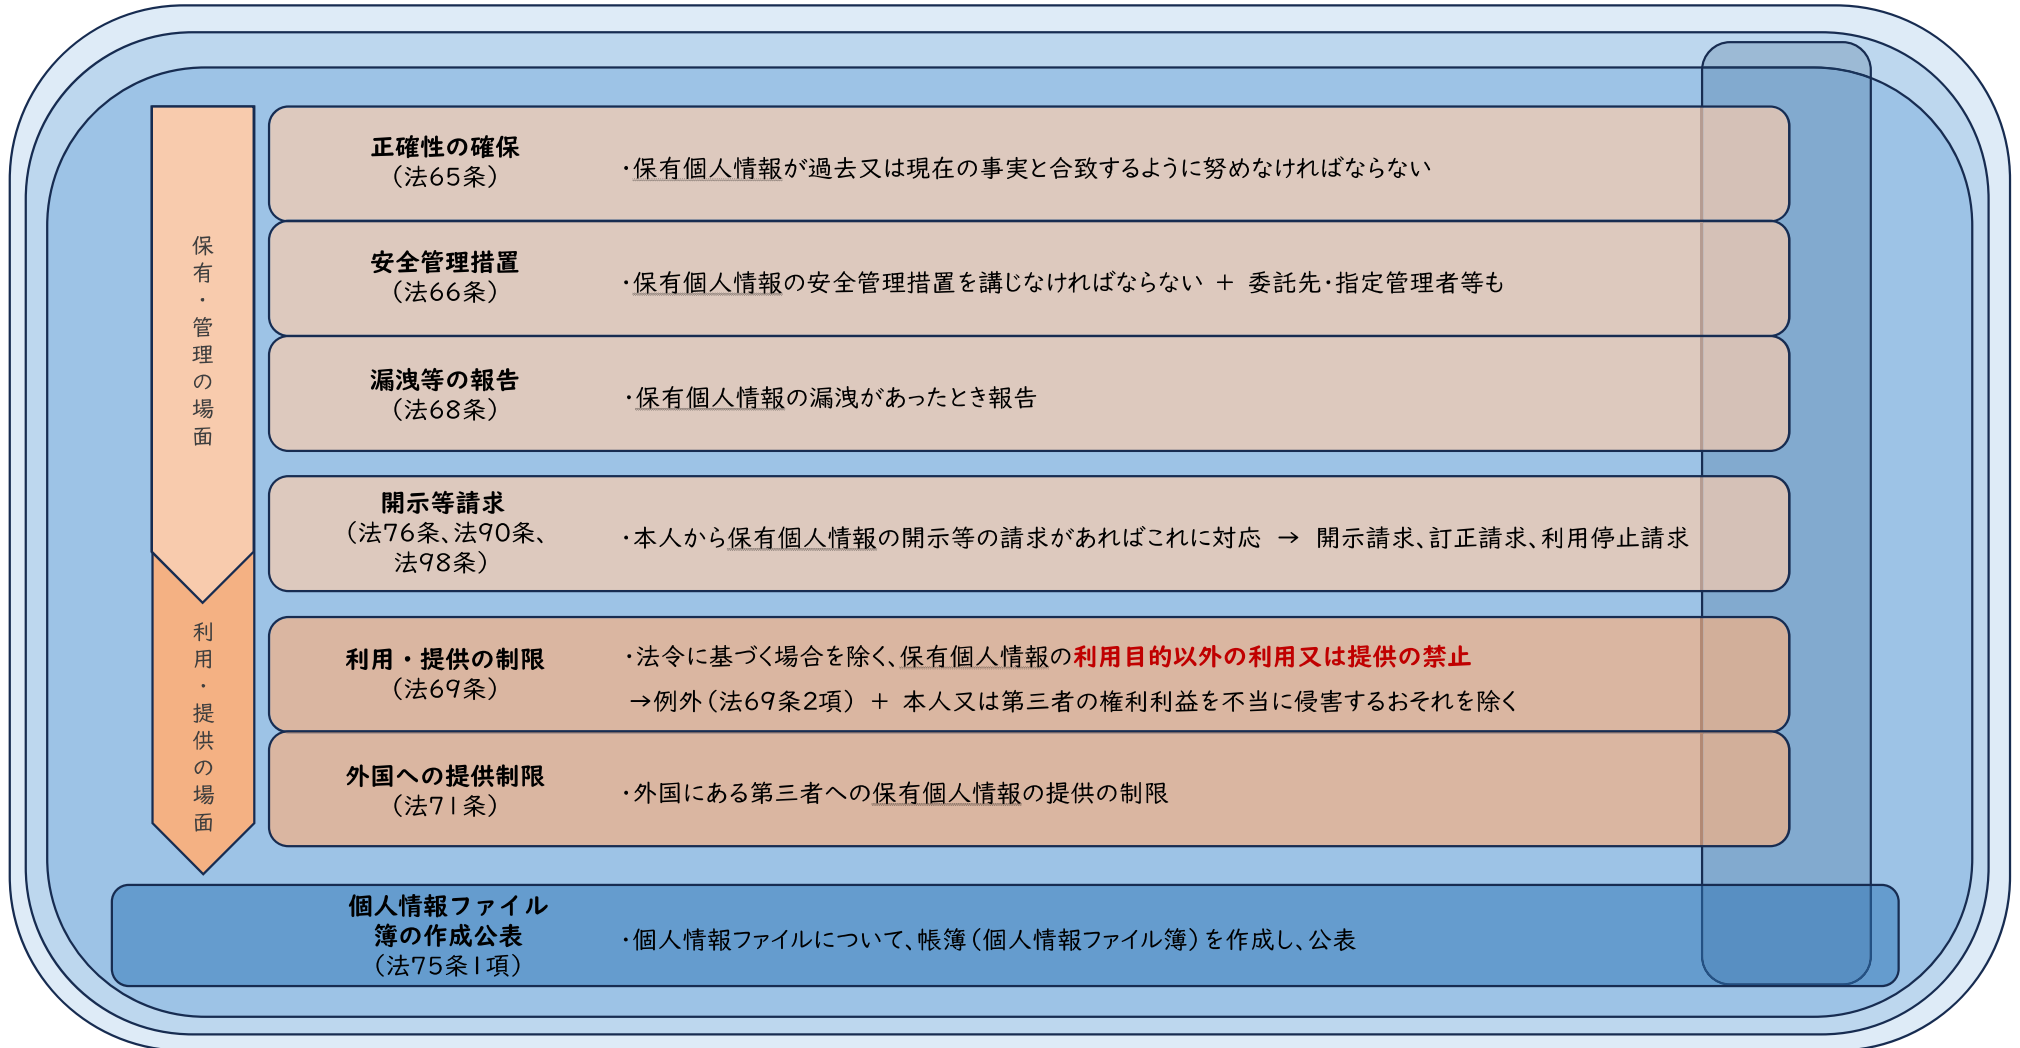 保有・管理の場面
正確性の確保
（法65条）
・保有個人情報が過去又は現在の事実と合致するように努めなければならない
安全管理措置
（法66条）
・保有個人情報の安全管理措置を講じなければならない ＋ 委託先・指定管理者等も
漏洩等の報告
（法68条）
・保有個人情報の漏洩があったとき報告
開示等請求
（法76条、法90条、
法98条）
・本人から保有個人情報の開示等の請求があればこれに対応 → 開示請求、訂正請求、利用停止請求
利用・提供の場面
利用・提供の制限
（法69条）
・法令に基づく場合を除く、保有個人情報の利用目的以外の利用又は提供の禁止
→例外（法69条2項） ＋ 本人又は第三者の権利利益を不当に侵害するおそれを除く
外国への提供制限
（法71条）
・外国にある第三者への保有個人情報の提供の制限
個人情報ファイル
簿の作成公表
（法75条1項）
・個人情報ファイルについて、帳簿（個人情報ファイル簿）を作成し、公表